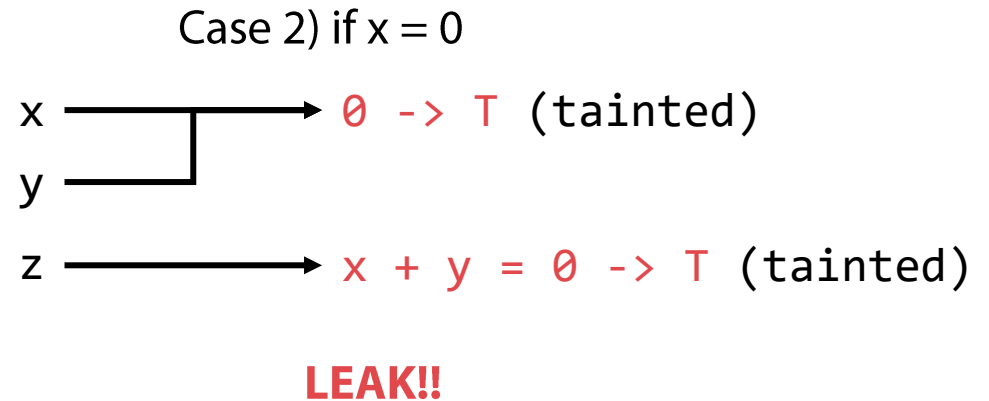 Case 2) if x = 0
x 0 -> T (tainted)
y
z x + y = 0 -> T (tainted)
LEAK!!